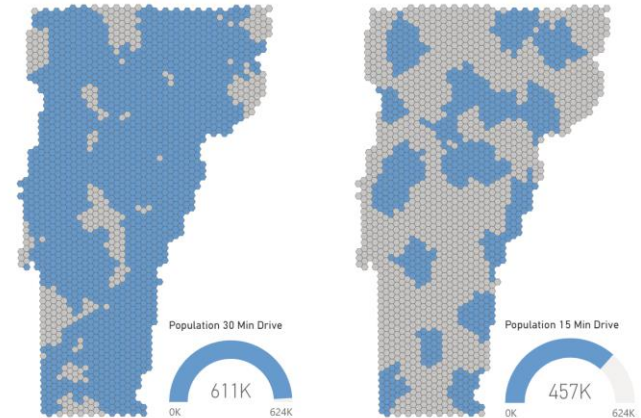 Population 30 Min Drive
611K
0K 624K
Population 15 Min Drive
457K
0K 624K